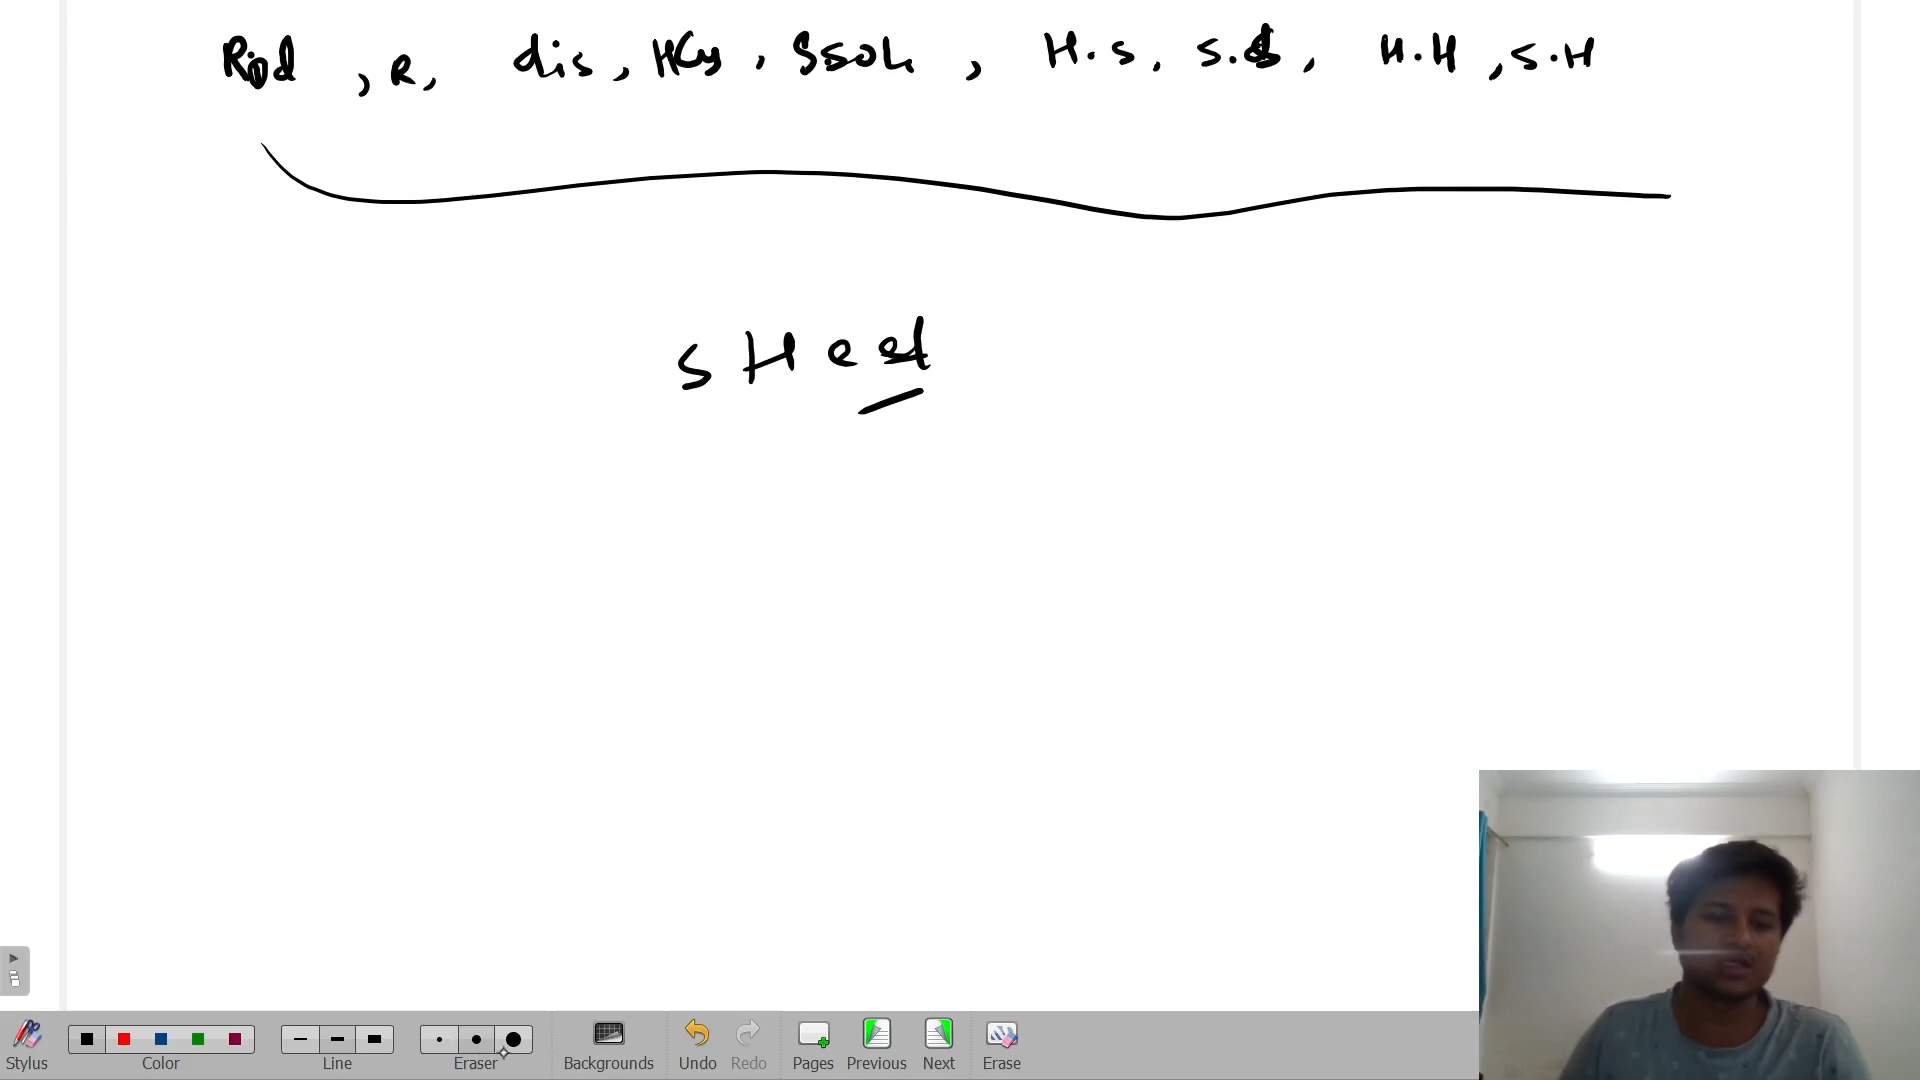 Rod, R, dis, HCy, SSOL, H.S, S.S, H.H, S.H
SHeet
Stylus Color Line Eraser Backgrounds Undo Redo Pages Previous Next Erase